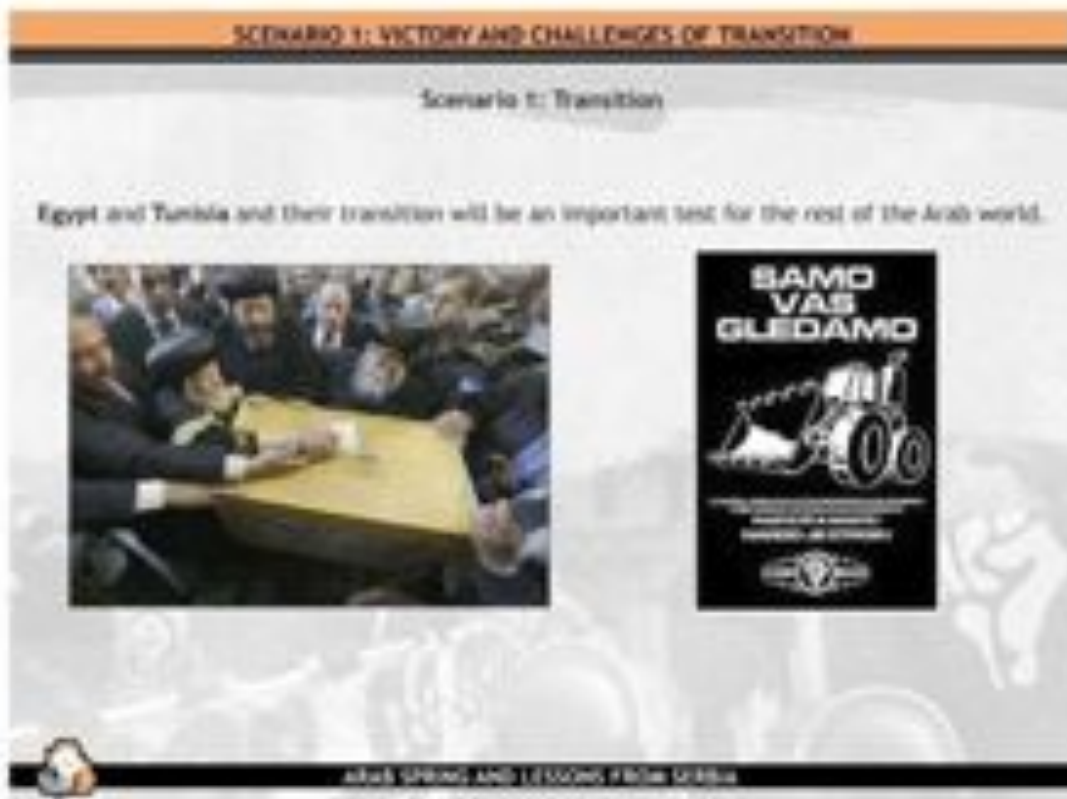 SCENARIO 1: VICTORY AND CHALLENGES OF TRANSITION
Scenario 1: Transition
Egypt and Tunisia and their transition will be an important test for the rest of the Arab world.
SAMO
VAS
GLEDAMO
ARAB SPRING AND LESSONS FROM SERBIA